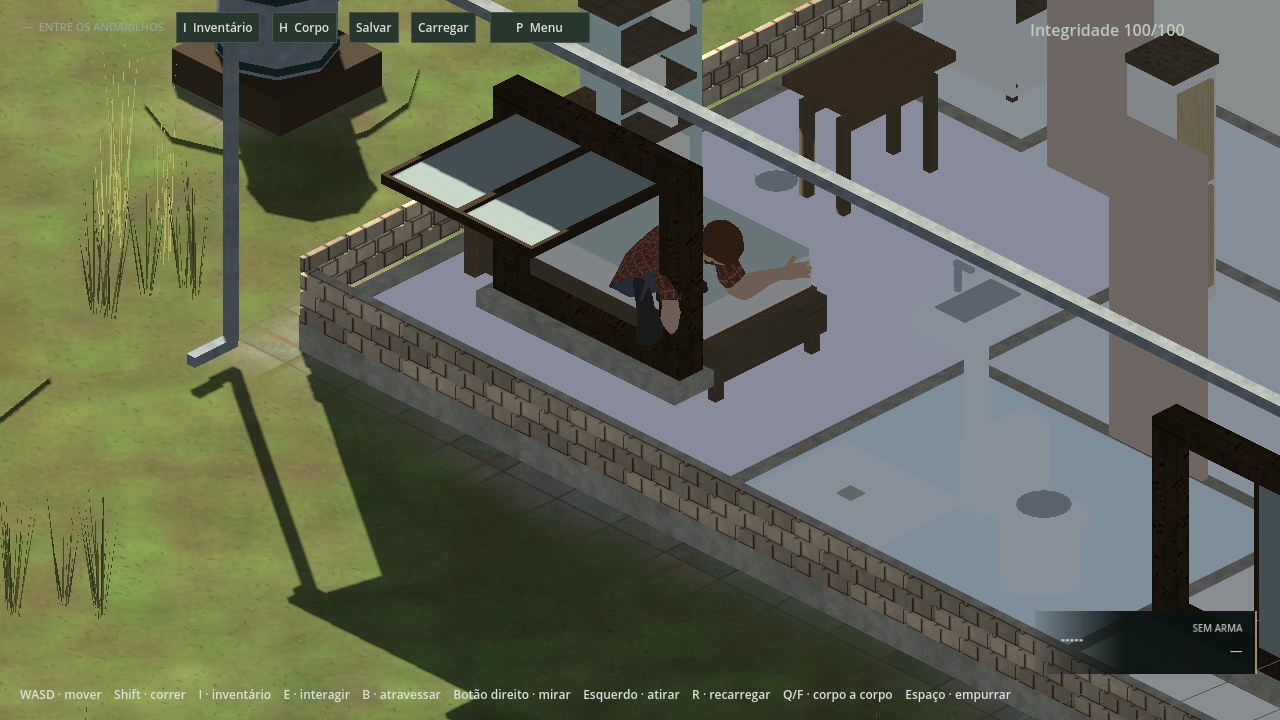 — ENTRE OS ANDARILHOS
I Inventário
H Corpo
Salvar
Carregar
P Menu
Integridade 100/100
SEM ARMA
—
WASD · mover Shift · correr I · inventário E · interagir B · atravessar Botão direito · mirar Esquerdo · atirar R · recarregar Q/F · corpo a corpo Espaço · empurrar